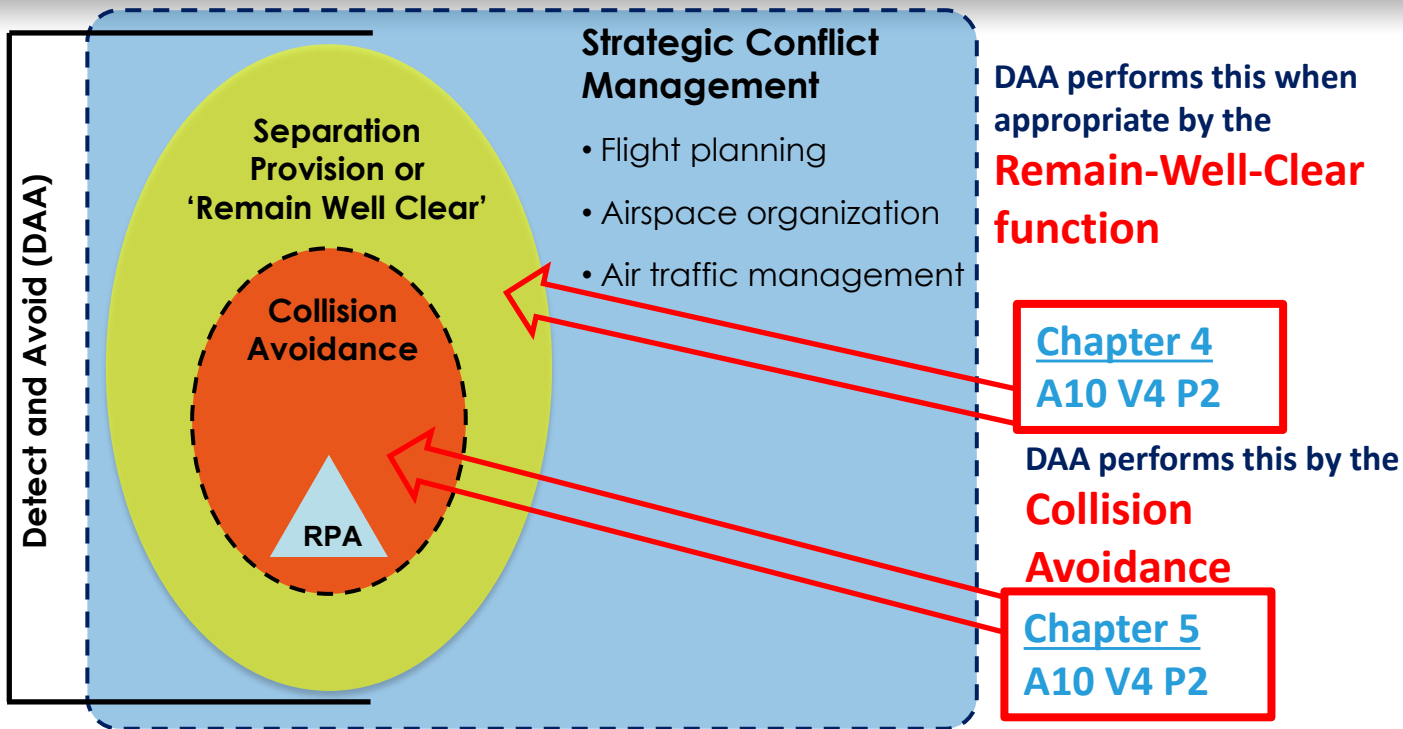 Detect and Avoid (DAA)
Separation
Provision or
‘Remain Well Clear’
Collision
Avoidance
RPA
Strategic Conflict
Management
• Flight planning
• Airspace organization
• Air traffic management
DAA performs this when
appropriate by the
Remain-Well-Clear
function
Chapter 4
A10 V4 P2
DAA performs this by the
Collision
Avoidance
Chapter 5
A10 V4 P2